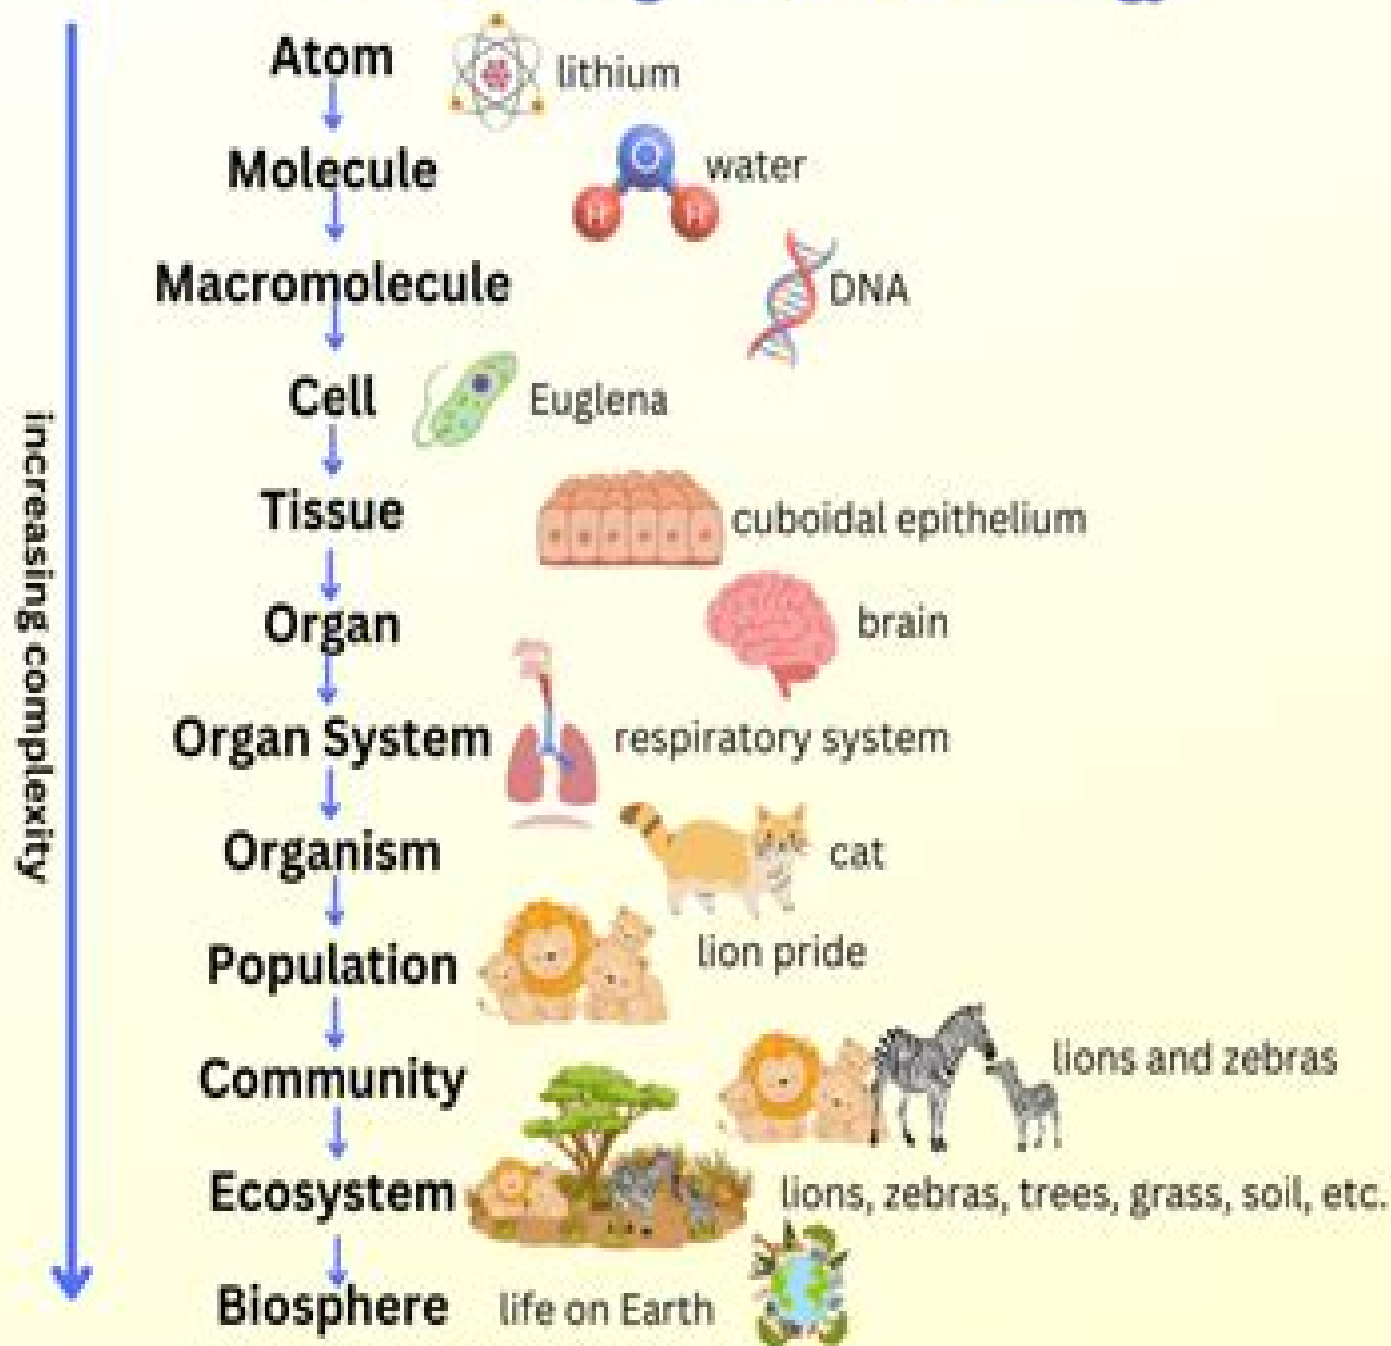 Atom
lithium
Molecule
O
water
H
H
Macromolecule
DNA
Cell
Euglena
Tissue
cuboidal epithelium
Organ
brain
Organ System
respiratory system
Organism
cat
Population
lion pride
Community
lions and zebras
Ecosystem
lions, zebras, trees, grass, soil, etc.
Biosphere
life on Earth
increasing complexity